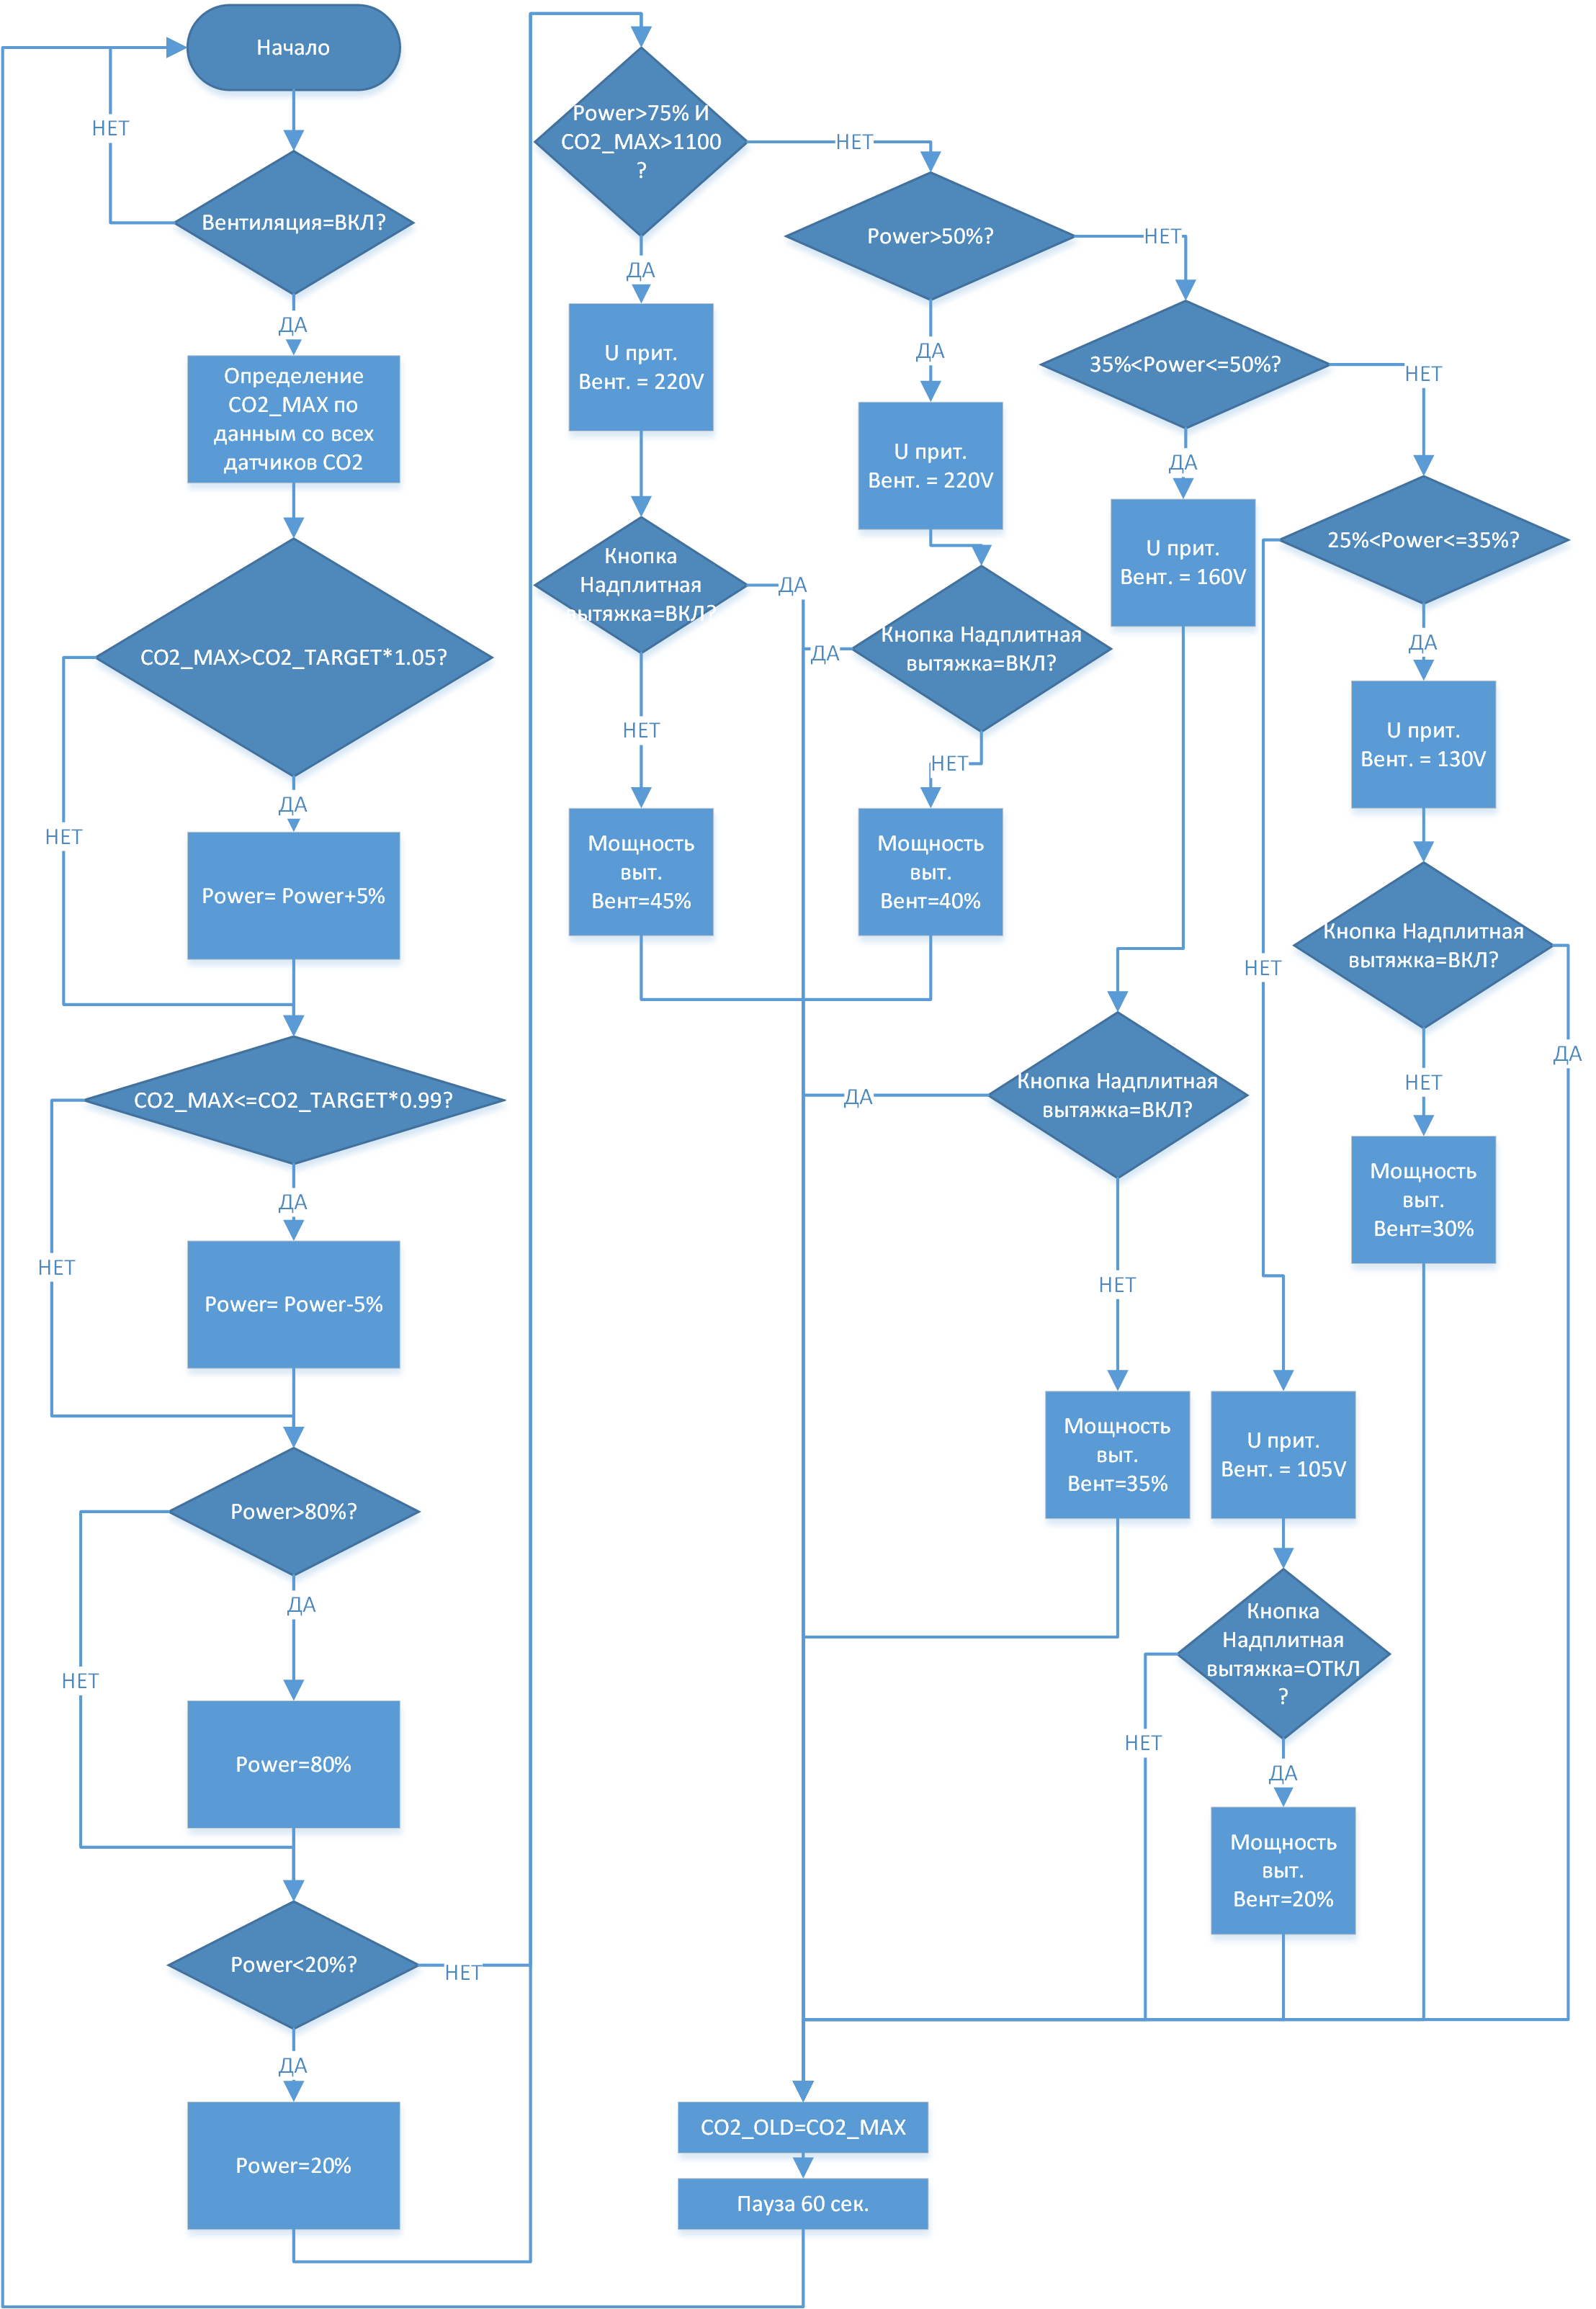 Начало
НЕТ
Вентиляция=ВКЛ?
ДА
Определение
CO2_MAX по
данным со всех
датчиков CO2
CO2_MAX>CO2_TARGET*1.05?
ДА
НЕТ
Power= Power+5%
CO2_MAX<=CO2_TARGET*0.99?
ДА
НЕТ
Power= Power-5%
Power>80%?
ДА
НЕТ
Power=80%
Power<20%?
НЕТ
ДА
Power=20%
Power>75% И
CO2_MAX>1100
?
НЕТ
ДА
U прит.
Вент. = 220V
Кнопка
Надплитная
вытяжка=ВКЛ?
ДА
НЕТ
Мощность
выт.
Вент=45%
Power>50%?
НЕТ
ДА
U прит.
Вент. = 220V
Кнопка Надплитная
вытяжка=ВКЛ?
ДА
НЕТ
Мощность
выт.
Вент=40%
35%<Power<=50%?
НЕТ
ДА
U прит.
Вент. = 160V
Кнопка Надплитная
вытяжка=ВКЛ?
ДА
НЕТ
Мощность
выт.
Вент=35%
25%<Power<=35%?
НЕТ
ДА
U прит.
Вент. = 130V
Кнопка Надплитная
вытяжка=ВКЛ?
ДА
НЕТ
Мощность
выт.
Вент=30%
U прит.
Вент. = 105V
Кнопка
Надплитная
вытяжка=ОТКЛ
?
НЕТ
ДА
Мощность
выт.
Вент=20%
CO2_OLD=CO2_MAX
Пауза 60 сек.